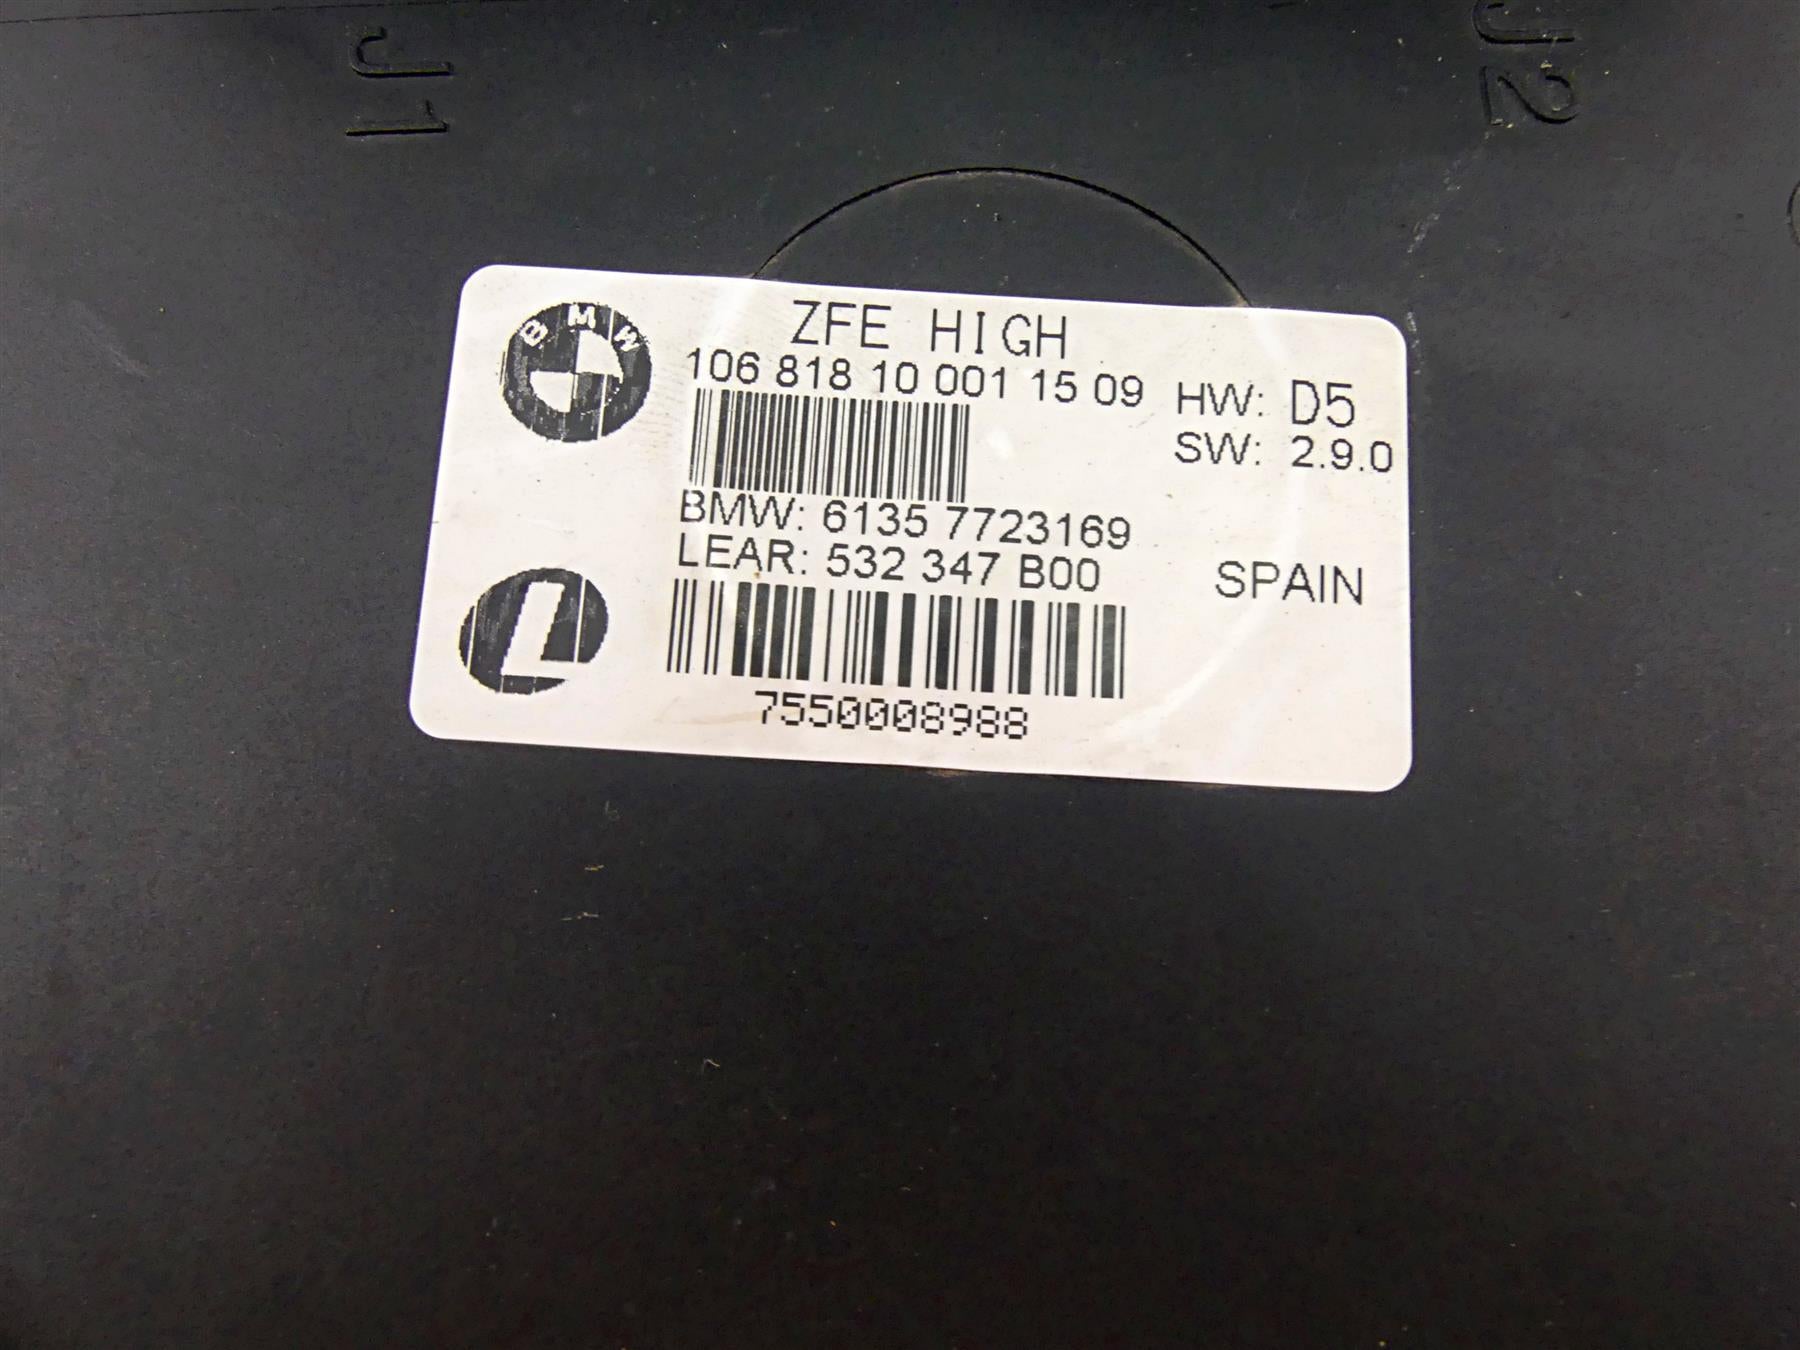 J1
J2
BMW
ZFE HIGH
106 818 10 001 15 09
HW: D5
SW: 2.9.0
BMW: 6135 7723169
LEAR: 532 347 B00
SPAIN
L
7550008988